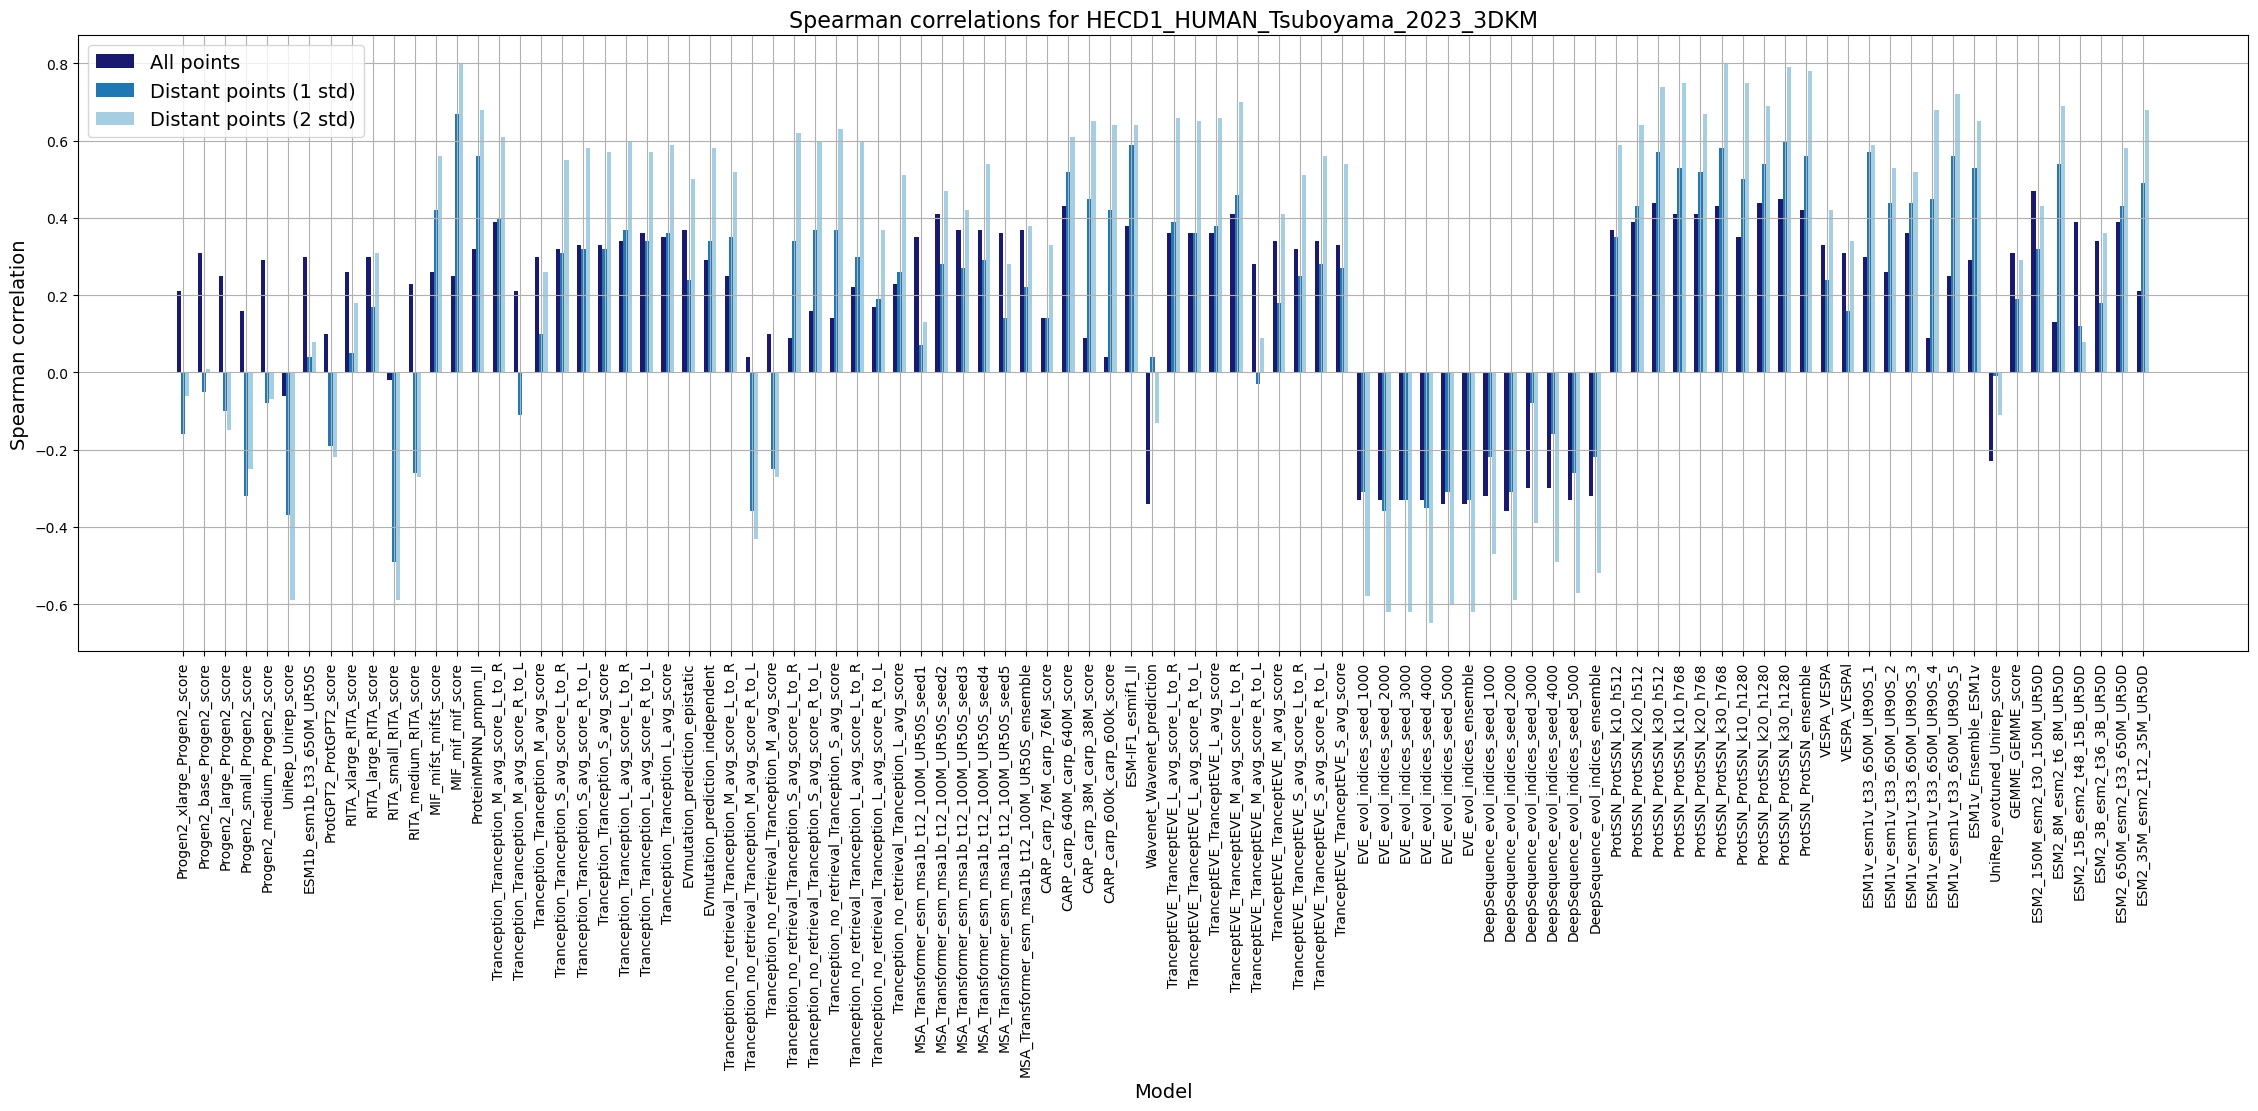 Spearman correlations for HECD1_HUMAN_Tsuboyama_2023_3DKM
All points
Distant points (1 std)
Distant points (2 std)
Spearman correlation
0.8
0.6
0.4
0.2
0.0
−0.2
−0.4
−0.6
Progen2_xlarge_Progen2_score
Progen2_base_Progen2_score
Progen2_large_Progen2_score
Progen2_small_Progen2_score
Progen2_medium_Progen2_score
UniRep_Unirep_score
ESM1b_esm1b_t33_650M_UR50S
ProtGPT2_ProtGPT2_score
RITA_xlarge_RITA_score
RITA_large_RITA_score
RITA_small_RITA_score
RITA_medium_RITA_score
MIF_mifst_mifst_score
MIF_mif_mif_score
ProteinMPNN_pmpnn_ll
Tranception_Tranception_M_avg_score_L_to_R
Tranception_Tranception_M_avg_score_R_to_L
Tranception_Tranception_M_avg_score
Tranception_Tranception_S_avg_score_L_to_R
Tranception_Tranception_S_avg_score_R_to_L
Tranception_Tranception_S_avg_score
Tranception_Tranception_L_avg_score_L_to_R
Tranception_Tranception_L_avg_score_R_to_L
Tranception_Tranception_L_avg_score
EVmutation_prediction_epistatic
EVmutation_prediction_independent
Tranception_no_retrieval_Tranception_M_avg_score_L_to_R
Tranception_no_retrieval_Tranception_M_avg_score_R_to_L
Tranception_no_retrieval_Tranception_M_avg_score
Tranception_no_retrieval_Tranception_S_avg_score_L_to_R
Tranception_no_retrieval_Tranception_S_avg_score_R_to_L
Tranception_no_retrieval_Tranception_S_avg_score
Tranception_no_retrieval_Tranception_L_avg_score_L_to_R
Tranception_no_retrieval_Tranception_L_avg_score_R_to_L
Tranception_no_retrieval_Tranception_L_avg_score
MSA_Transformer_esm_msa1b_t12_100M_UR50S_seed1
MSA_Transformer_esm_msa1b_t12_100M_UR50S_seed2
MSA_Transformer_esm_msa1b_t12_100M_UR50S_seed3
MSA_Transformer_esm_msa1b_t12_100M_UR50S_seed4
MSA_Transformer_esm_msa1b_t12_100M_UR50S_seed5
MSA_Transformer_esm_msa1b_t12_100M_UR50S_ensemble
CARP_carp_76M_carp_76M_score
CARP_carp_640M_carp_640M_score
CARP_carp_38M_carp_38M_score
CARP_carp_600k_carp_600k_score
ESM-IF1_esmif1_ll
Wavenet_Wavenet_prediction
TranceptEVE_TranceptEVE_L_avg_score_L_to_R
TranceptEVE_TranceptEVE_L_avg_score_R_to_L
TranceptEVE_TranceptEVE_L_avg_score
TranceptEVE_TranceptEVE_M_avg_score_L_to_R
TranceptEVE_TranceptEVE_M_avg_score_R_to_L
TranceptEVE_TranceptEVE_M_avg_score
TranceptEVE_TranceptEVE_S_avg_score_L_to_R
TranceptEVE_TranceptEVE_S_avg_score_R_to_L
TranceptEVE_TranceptEVE_S_avg_score
EVE_evol_indices_seed_1000
EVE_evol_indices_seed_2000
EVE_evol_indices_seed_3000
EVE_evol_indices_seed_4000
EVE_evol_indices_seed_5000
EVE_evol_indices_ensemble
DeepSequence_evol_indices_seed_1000
DeepSequence_evol_indices_seed_2000
DeepSequence_evol_indices_seed_3000
DeepSequence_evol_indices_seed_4000
DeepSequence_evol_indices_seed_5000
DeepSequence_evol_indices_ensemble
ProtSSN_ProtSSN_k10_h512
ProtSSN_ProtSSN_k20_h512
ProtSSN_ProtSSN_k30_h512
ProtSSN_ProtSSN_k10_h768
ProtSSN_ProtSSN_k20_h768
ProtSSN_ProtSSN_k30_h768
ProtSSN_ProtSSN_k10_h1280
ProtSSN_ProtSSN_k20_h1280
ProtSSN_ProtSSN_k30_h1280
ProtSSN_ProtSSN_ensemble
VESPA_VESPA
VESPA_VESPAl
ESM1v_esm1v_t33_650M_UR90S_1
ESM1v_esm1v_t33_650M_UR90S_2
ESM1v_esm1v_t33_650M_UR90S_3
ESM1v_esm1v_t33_650M_UR90S_4
ESM1v_esm1v_t33_650M_UR90S_5
ESM1v_Ensemble_ESM1v
UniRep_evotuned_Unirep_score
GEMME_GEMME_score
ESM2_150M_esm2_t30_150M_UR50D
ESM2_8M_esm2_t6_8M_UR50D
ESM2_15B_esm2_t48_15B_UR50D
ESM2_3B_esm2_t36_3B_UR50D
ESM2_650M_esm2_t33_650M_UR50D
ESM2_35M_esm2_t12_35M_UR50D
Model